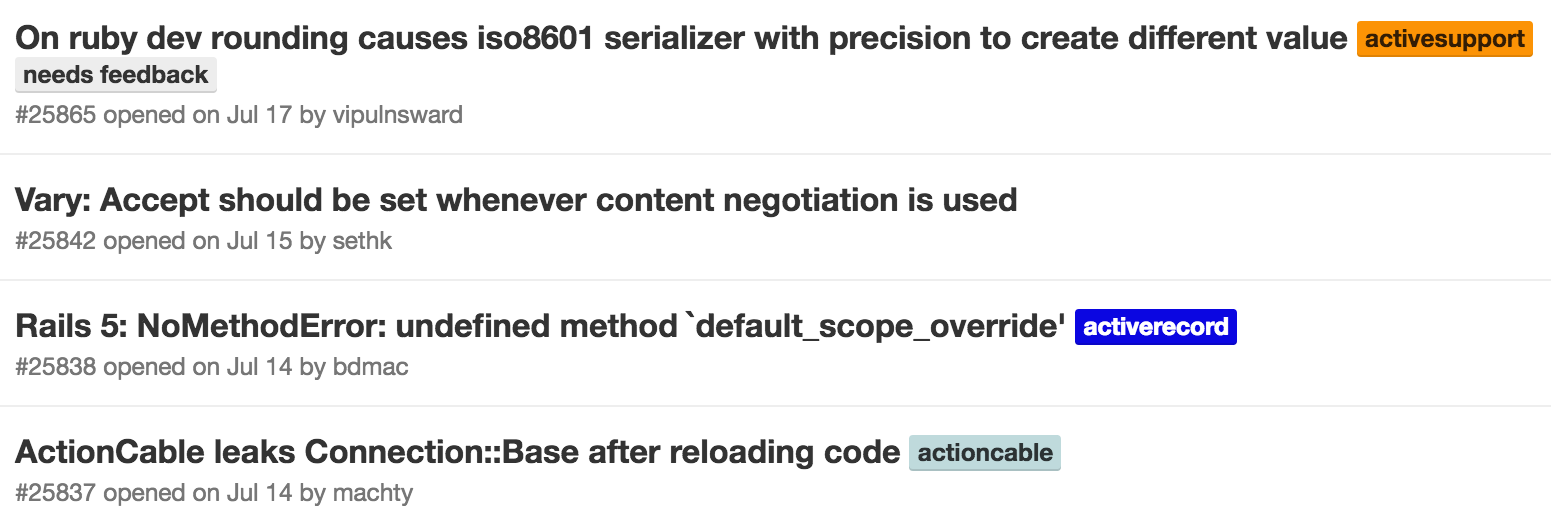 On ruby dev rounding causes iso8601 serializer with precision to create different value activesupport
needs feedback
#25865 opened on Jul 17 by vipulnsward
Vary: Accept should be set whenever content negotiation is used
#25842 opened on Jul 15 by sethk
Rails 5: NoMethodError: undefined method `default_scope_override' activerecord
#25838 opened on Jul 14 by bdmac
ActionCable leaks Connection::Base after reloading code actioncable
#25837 opened on Jul 14 by machty